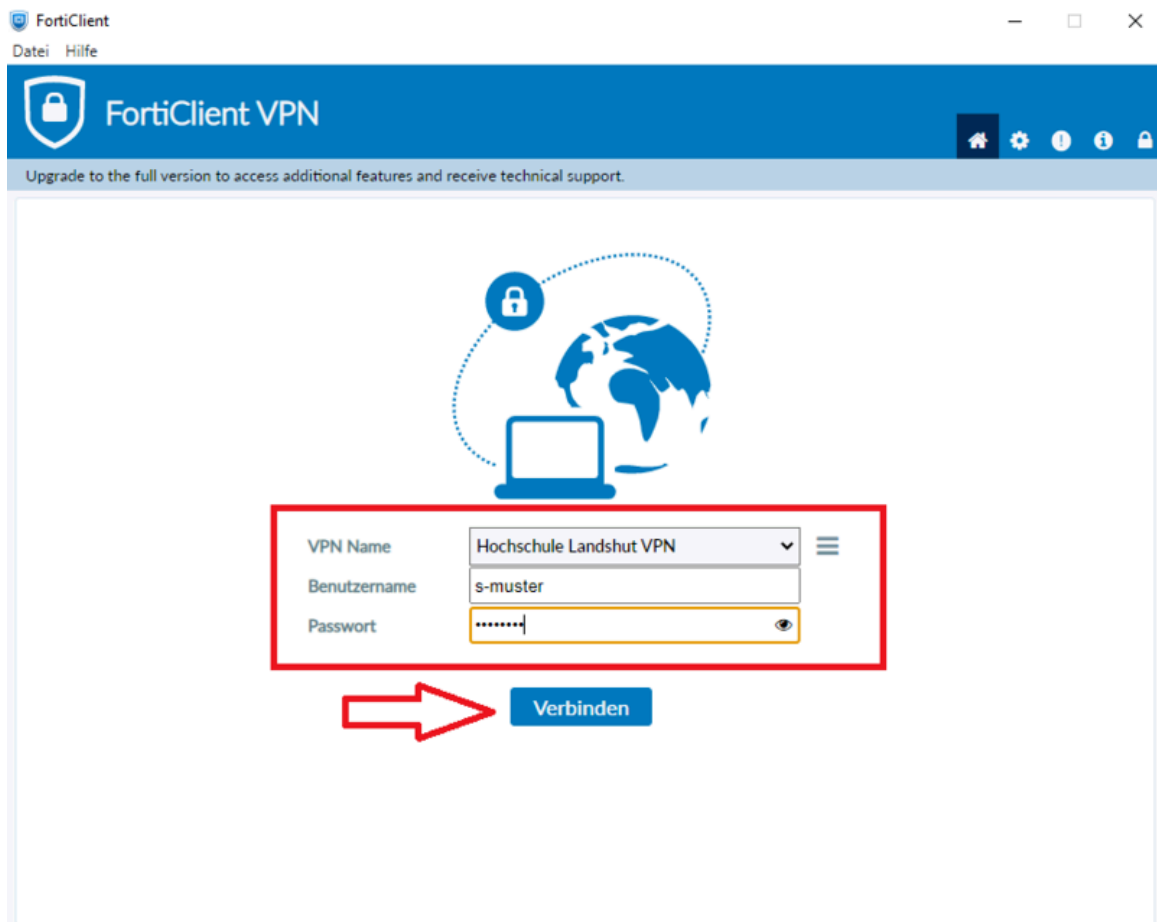 FortiClient
Datei Hilfe
FortiClient VPN
Upgrade to the full version to access additional features and receive technical support.
VPN Name Hochschule Landshut VPN
Benutzername s-muster
Passwort ••••••••
Verbinden